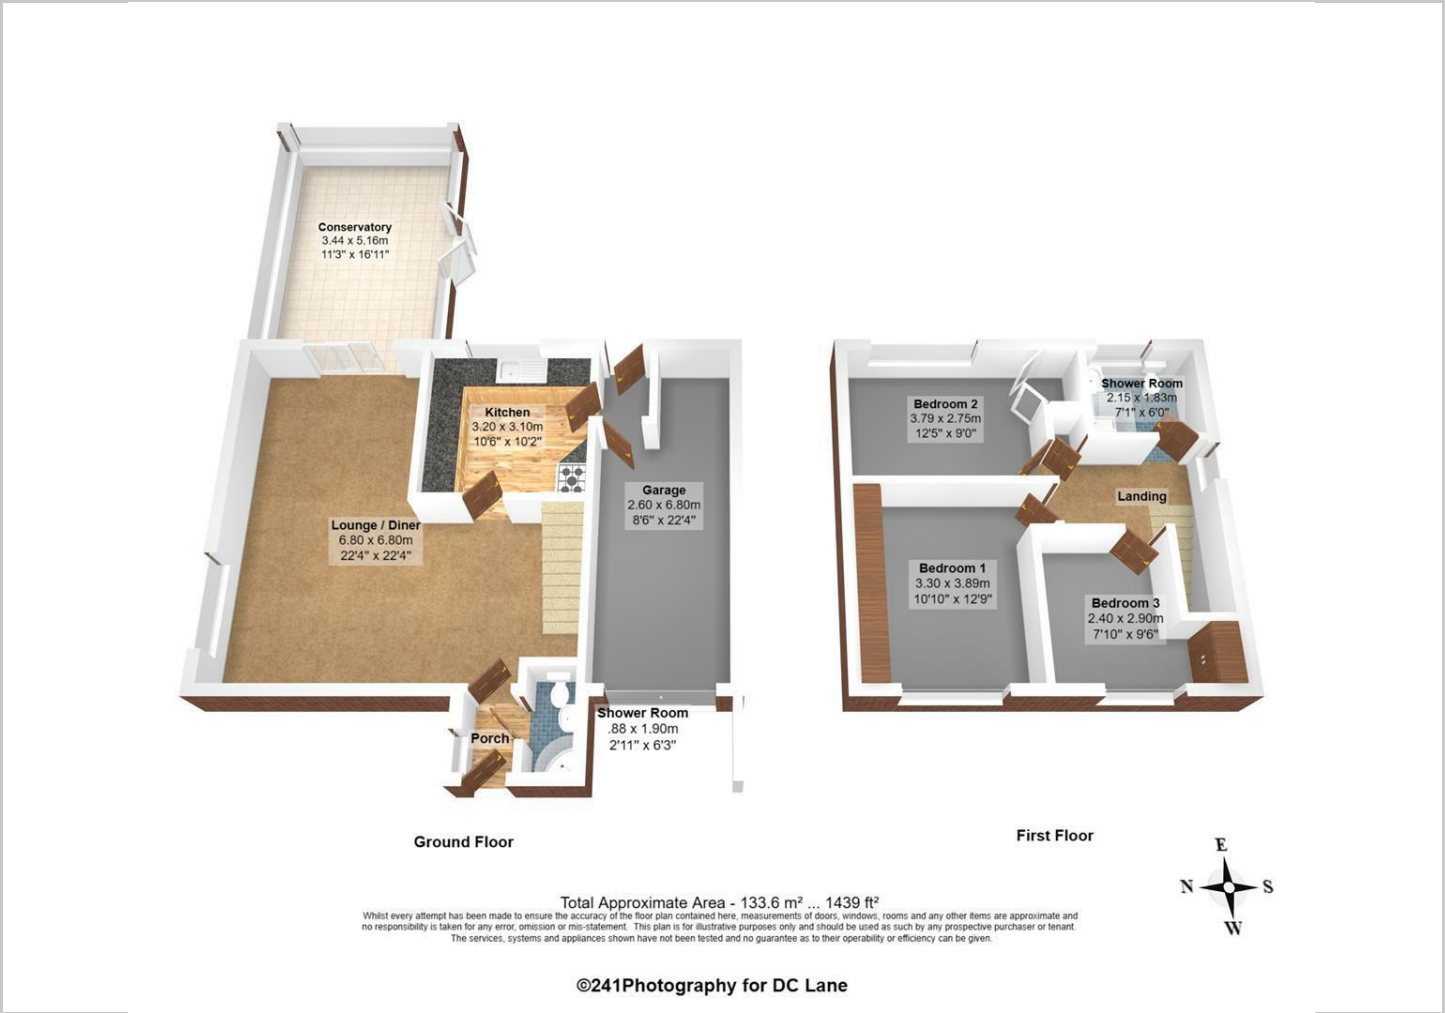 Conservatory
3.44 x 5.16m
11'3" x 16'11"
Kitchen
3.20 x 3.10m
10'6" x 10'2"
Lounge / Diner
6.80 x 6.80m
22'4" x 22'4"
Garage
2.60 x 6.80m
8'6" x 22'4"
Shower Room
.88 x 1.90m
2'11" x 6'3"
Porch
Ground Floor
Shower Room
2.15 x 1.83m
7'1" x 6'0"
Bedroom 2
3.79 x 2.75m
12'5" x 9'0"
Landing
Bedroom 1
3.30 x 3.89m
10'10" x 12'9"
Bedroom 3
2.40 x 2.90m
7'10" x 9'6"
First Floor
E
N S
W
Total Approximate Area - 133.6 m² ... 1439 ft²
Whilst every attempt has been made to ensure the accuracy of the floor plan contained here, measurements of doors, windows, rooms and any other items are approximate and
no responsibility is taken for any error, omission or mis-statement. This plan is for illustrative purposes only and should be used as such by any prospective purchaser or tenant.
The services, systems and appliances shown have not been tested and no guarantee as to their operability or efficiency can be given.
©241Photography for DC Lane